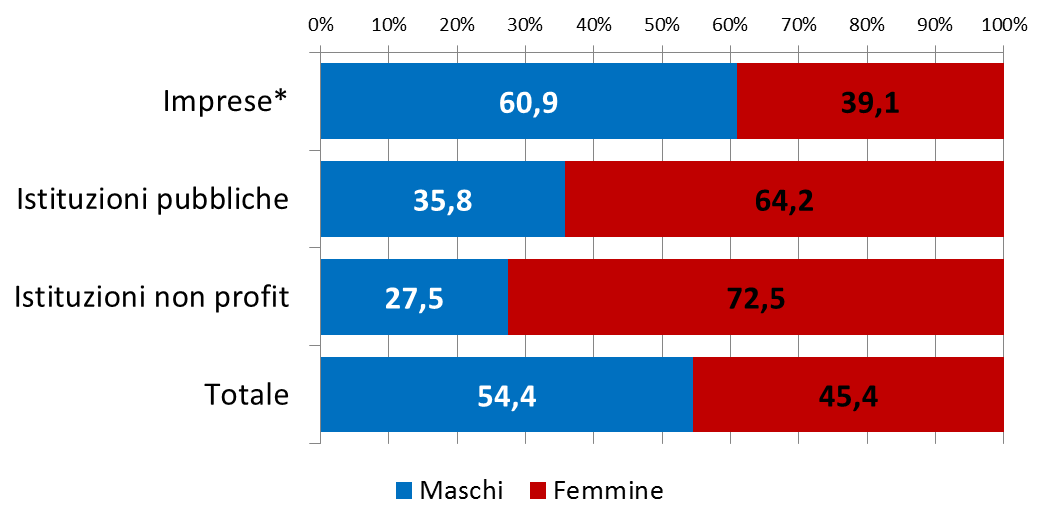 0% 10% 20% 30% 40% 50% 60% 70% 80% 90% 100%
Imprese* 60,9 39,1
Istituzioni pubbliche 35,8 64,2
Istituzioni non profit 27,5 72,5
Totale 54,4 45,4
Maschi Femmine